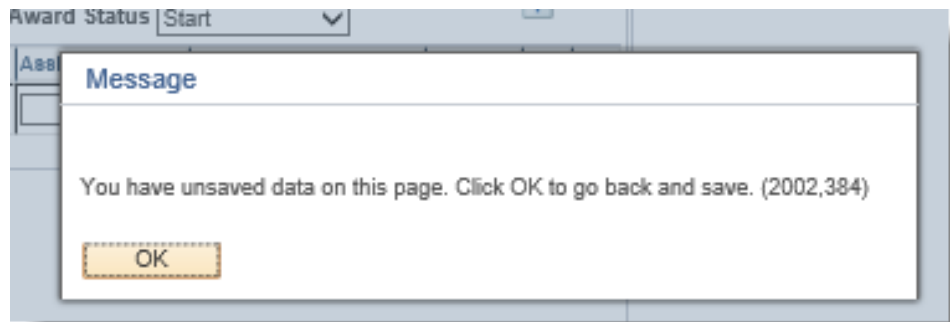 Award Status Start
Message
You have unsaved data on this page. Click OK to go back and save. (2002,384)
OK